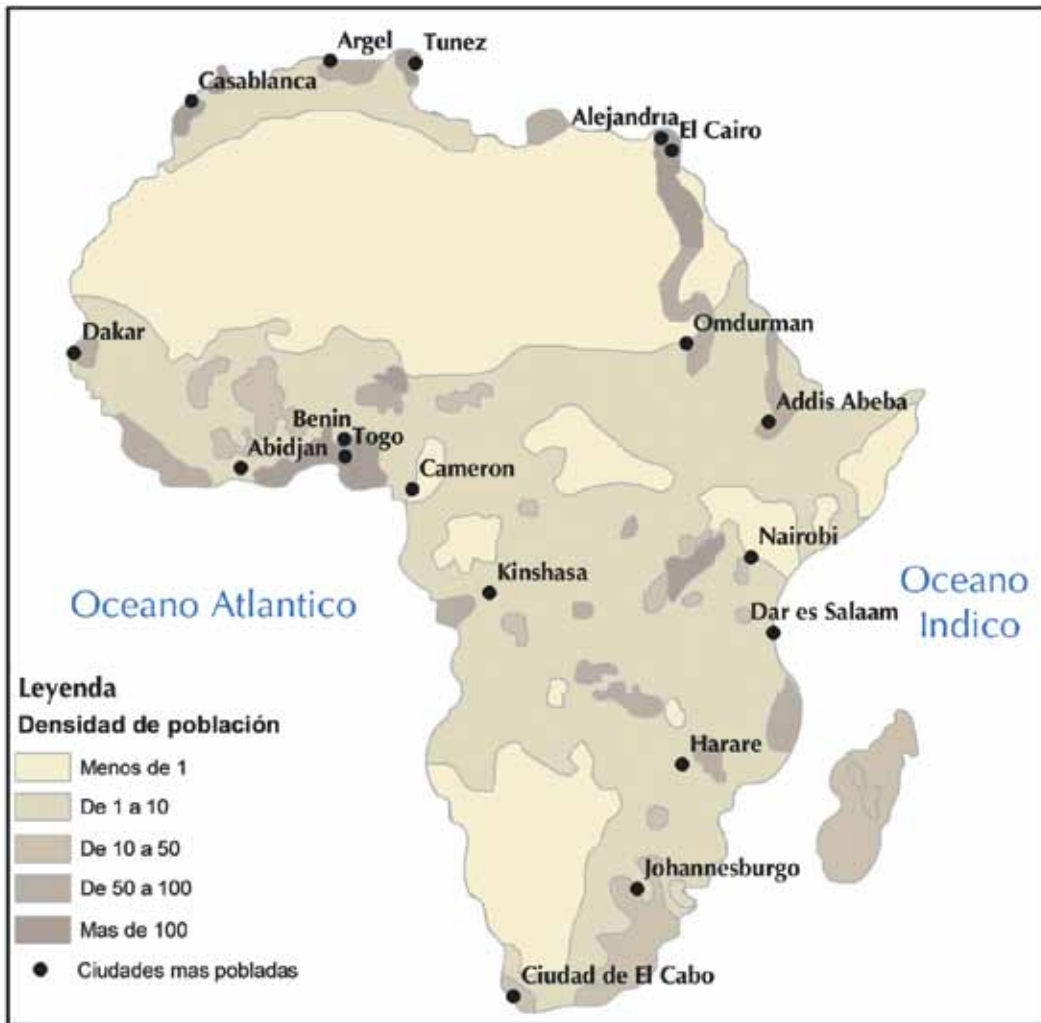 Argel
Tunez
Casablanca
Alejandria
El Cairo
Dakar
Omdurman
Addis Abeba
Benin
Togo
Abidjan
Cameron
Nairobi
Kinshasa
Oceano Atlantico
Oceano
Indico
Dar es Salaam
Harare
Johannesburgo
Ciudad de El Cabo
Leyenda
Densidad de población
Menos de 1
De 1 a 10
De 10 a 50
De 50 a 100
Mas de 100
Ciudades mas pobladas